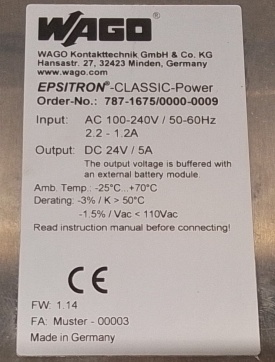 WAGO
WAGO Kontakttechnik GmbH & Co. KG
Hansastr. 27, 32423 Minden, Germany
www.wago.com
EPSITRON®-CLASSIC-Power
Order-No.: 787-1675/0000-0009
Input: AC 100-240V / 50-60Hz
2.2 - 1.2A
Output: DC 24V / 5A
The output voltage is buffered with
an external battery module.
Amb. Temp.: -25°C...+70°C
Derating: -3% / K > 50°C
-1.5% / Vac < 110Vac
Read instruction manual before connecting!
CE
FW: 1.14
FA: Muster - 00003
Made in Germany